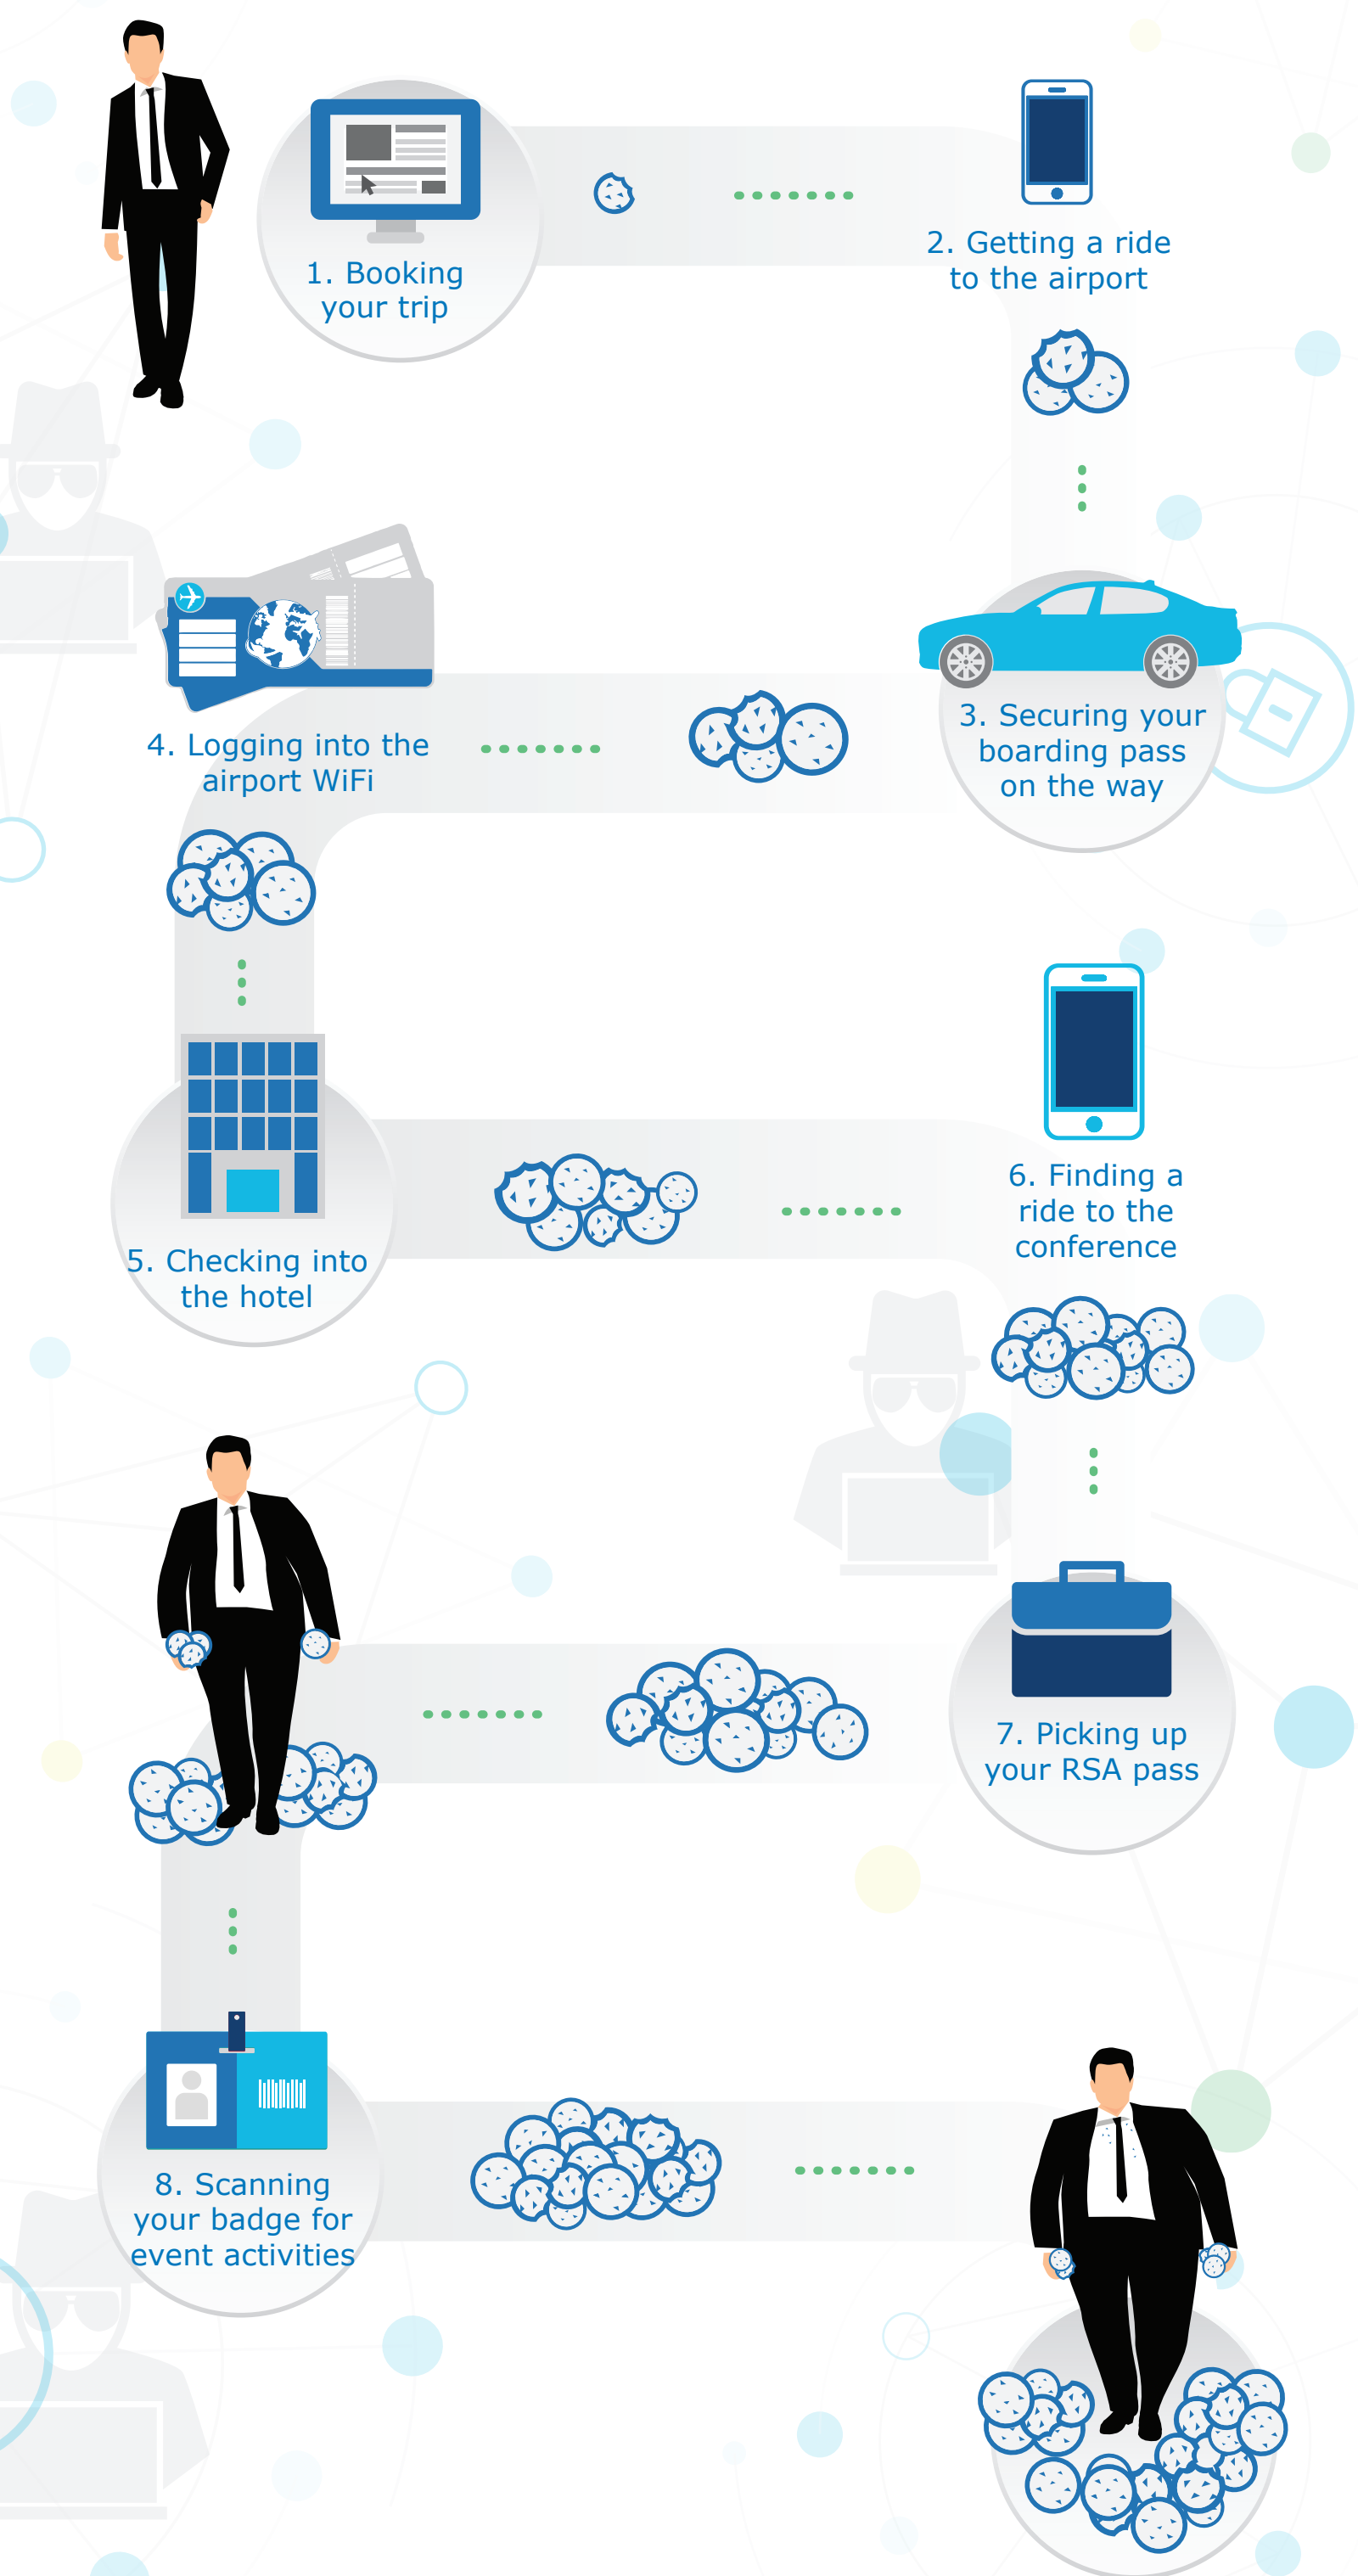 1. Booking
your trip
2. Getting a ride
to the airport
3. Securing your
boarding pass
on the way
4. Logging into the
airport WiFi
5. Checking into
the hotel
6. Finding a
ride to the
conference
7. Picking up
your RSA pass
8. Scanning
your badge for
event activities